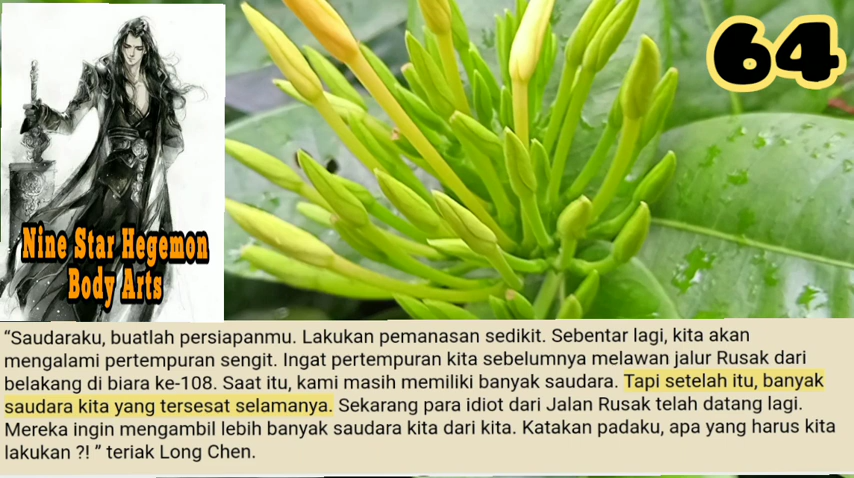 64
Nine Star Hegemon
Body Arts
“Saudaraku, buatlah persiapanmu. Lakukan pemanasan sedikit. Sebentar lagi, kita akan
mengalami pertempuran sengit. Ingat pertempuran kita sebelumnya melawan jalur Rusak dari
belakang di biara ke-108. Saat itu, kami masih memiliki banyak saudara. Tapi setelah itu, banyak
saudara kita yang tersesat selamanya. Sekarang para idiot dari Jalan Rusak telah datang lagi.
Mereka ingin mengambil lebih banyak saudara kita dari kita. Katakan padaku, apa yang harus kita
lakukan ?! ” teriak Long Chen.